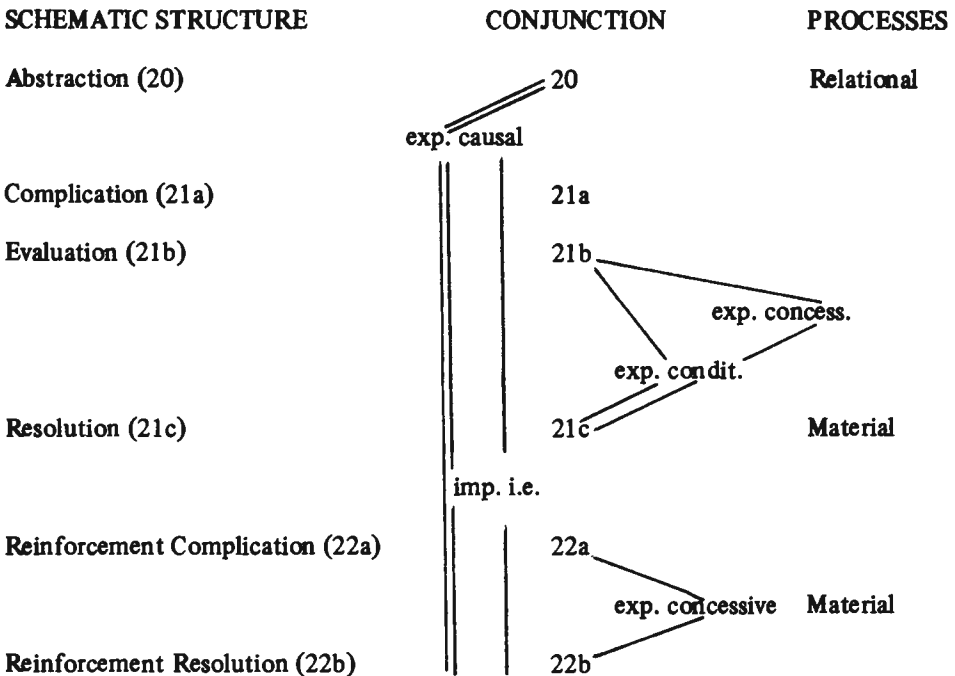 SCHEMATIC STRUCTURE CONJUNCTION PROCESSES
Abstraction (20) 20 Relational
exp. causal
Complication (21a) 21a
Evaluation (21b) 21b
exp. concess.
exp. condit.
Resolution (21c) 21c Material
imp. i.e.
Reinforcement Complication (22a) 22a
exp. concessive Material
Reinforcement Resolution (22b) 22b